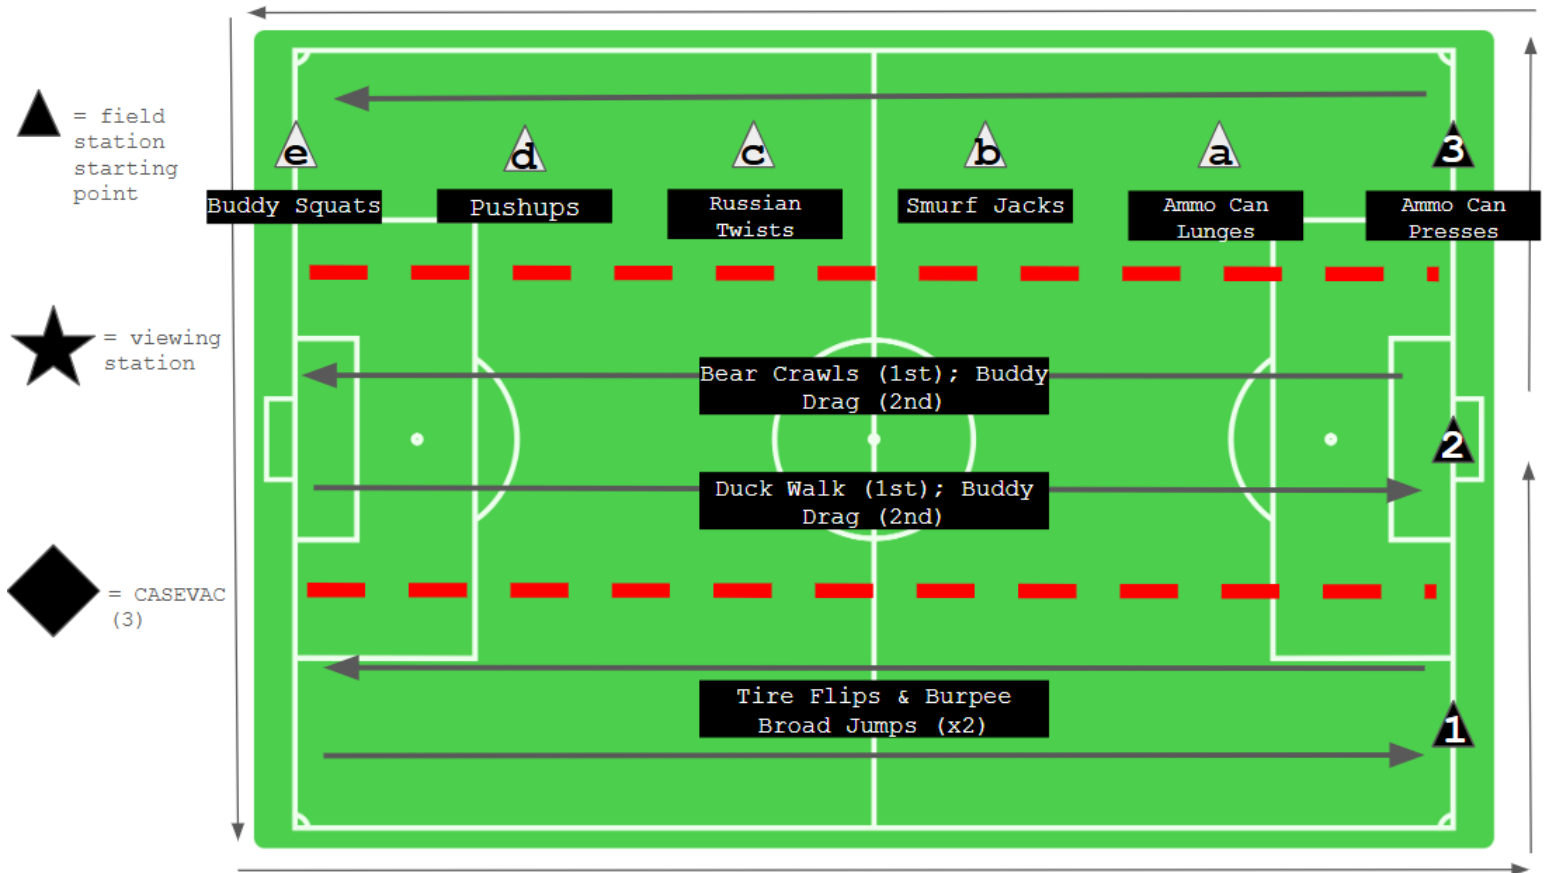 = field
station
starting
point
e
d
c
b
a
3
Buddy Squats
Pushups
Russian
Twists
Smurf Jacks
Ammo Can
Lunges
Ammo Can
Presses
= viewing
station
Bear Crawls (1st); Buddy
Drag (2nd)
2
Duck Walk (1st); Buddy
Drag (2nd)
= CASEVAC
(3)
Tire Flips & Burpee
Broad Jumps (x2)
1